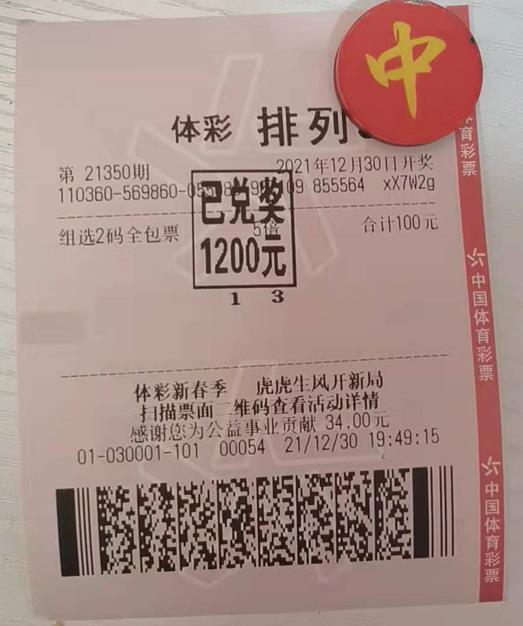 中
体彩 排列
第 21350期 2021年12月30日开奖
110360-569860-0 109 855564 xX7W2g
组选2码全包票 5倍 合计100元
已兑奖
1200元
1 3
体彩新春季 虎虎生风开新局
扫描票面二维码查看活动详情
感谢您为公益事业贡献 34.00元
01-030001-101 00054 21/12/30 19:49:15
育彩票
中国体育彩票
中国体育彩票